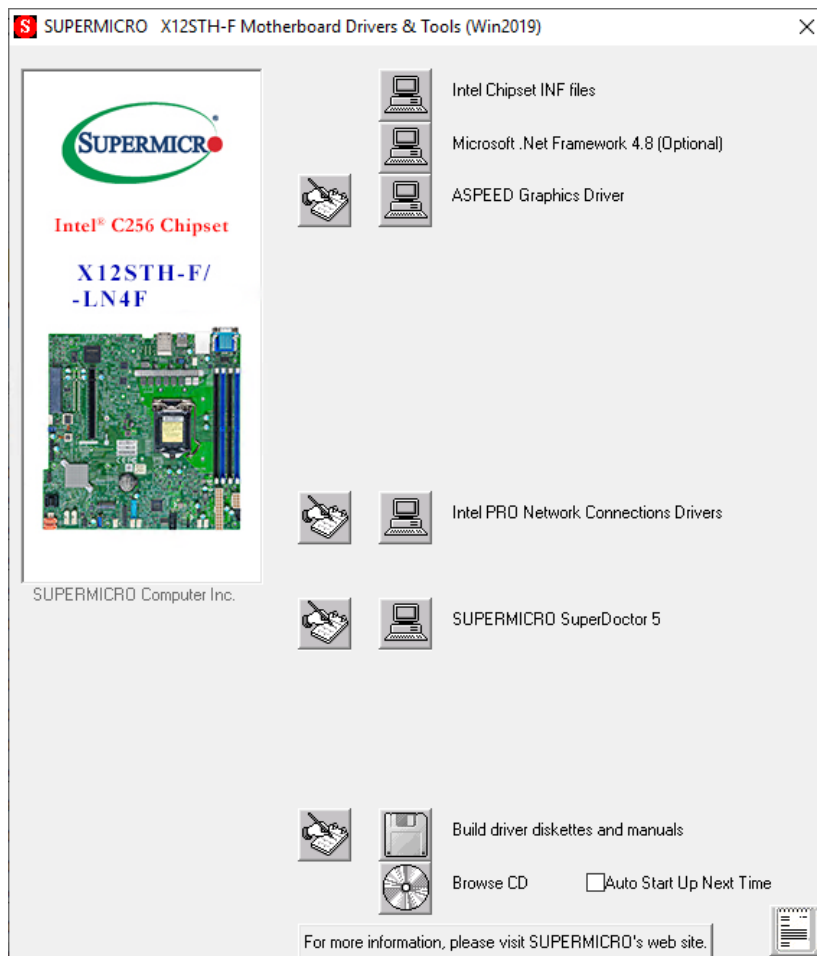 S SUPERMICRO X12STH-F Motherboard Drivers & Tools (Win2019)
SUPERMICR
Intel® C256 Chipset
X12STH-F/
-LN4F
SUPERMICRO Computer Inc.
Intel Chipset INF files
Microsoft .Net Framework 4.8 (Optional)
ASPEED Graphics Driver
Intel PRO Network Connections Drivers
SUPERMICRO SuperDoctor 5
Build driver diskettes and manuals
Browse CD Auto Start Up Next Time
For more information, please visit SUPERMICRO's web site.